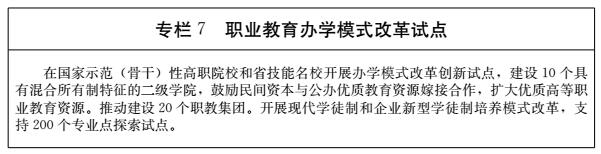 专栏 7 职业教育办学模式改革试点
在国家示范（骨干）性高职院校和省技能名校开展办学模式改革创新试点，建设 10 个具
有混合所有制特征的二级学院，鼓励民间资本与公办优质教育资源嫁接合作，扩大优质高等职
业教育资源。推动建设 20 个职教集团。开展现代学徒制和企业新型学徒制培养模式改革，支
持 200 个专业点探索试点。